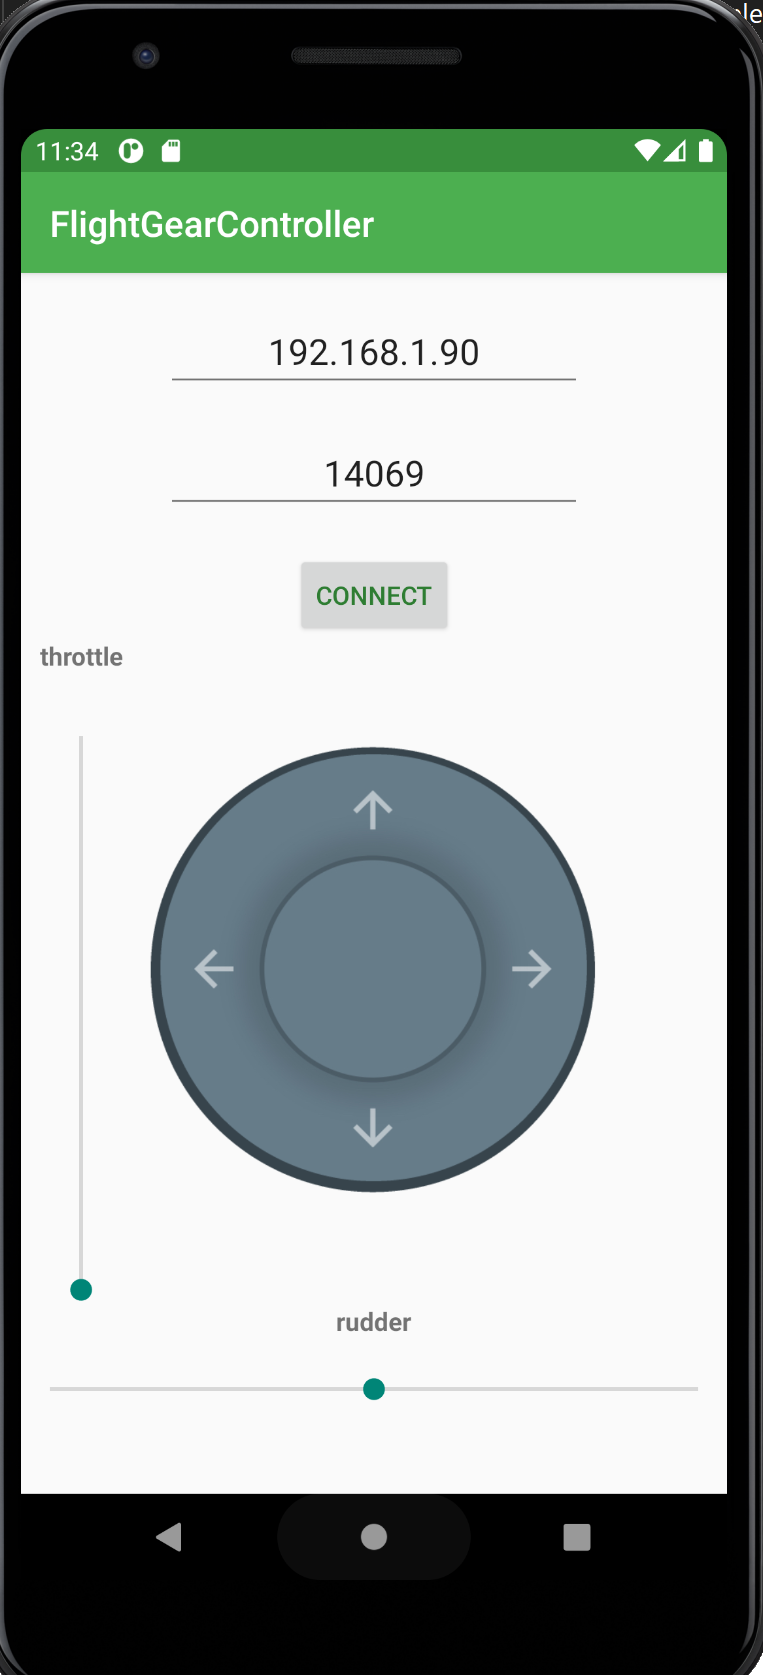 11:34
FlightGearController
192.168.1.90
14069
CONNECT
throttle
rudder